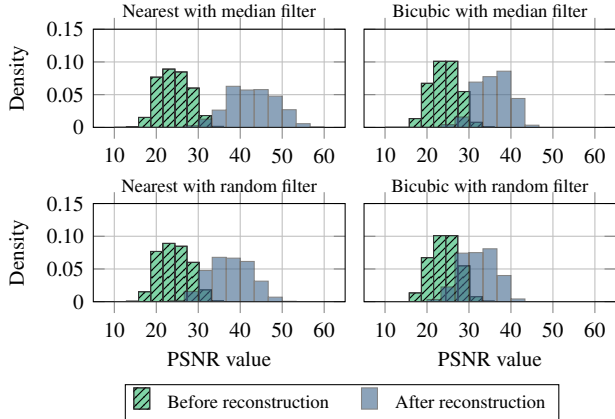 Nearest with median filter
Bicubic with median filter
0.15
0.10
0.05
0
Density
10 20 30 40 50 60
10 20 30 40 50 60
Nearest with random filter
Bicubic with random filter
0.15
0.10
0.05
0
Density
10 20 30 40 50 60
10 20 30 40 50 60
PSNR value
PSNR value
Before reconstruction
After reconstruction